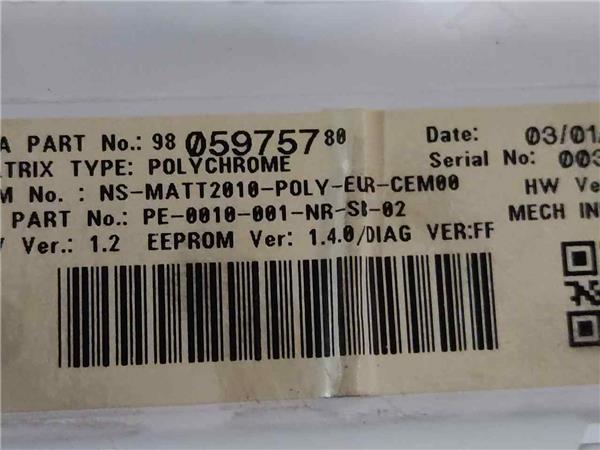 A PART No.: 98 059757 80 Date: 03/01
TRIX TYPE: POLYCHROME Serial No: 003
M No. : NS-MATT2010-POLY-EUR-CEM00 HW Ve
PART No.: PE-0010-001-NR-SB-02 MECH IN
Ver.: 1.2 EEPROM Ver: 1.4.0/DIAG VER:FF